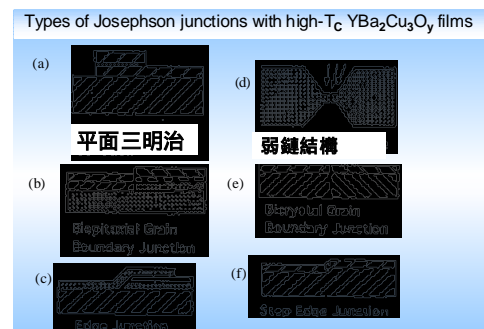 Types of Josephson junctions with high-TC YBa2Cu3Oy films
(a)
平面三明治
(b)
Biepitaxial Grain
Boundary Junction
(c)
Edge Junction
(d)
弱鏈結構
(e)
Bicrystal Grain
Boundary Junction
(f)
Step Edge Junction